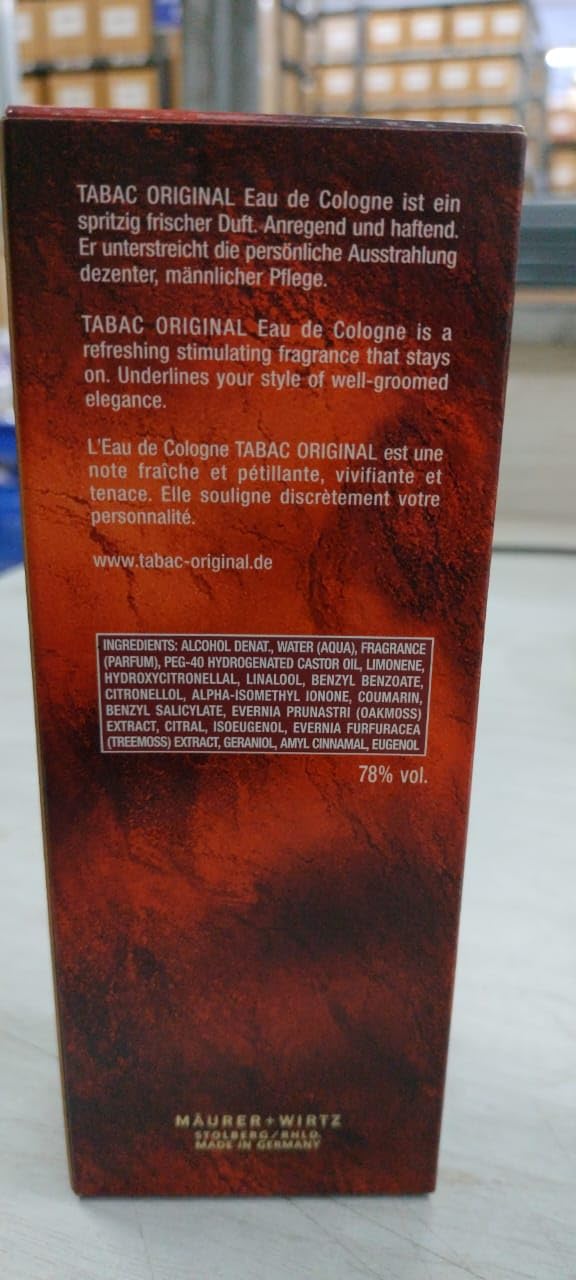 TABAC ORIGINAL Eau de Cologne ist ein
spritzig frischer Duft. Anregend und haftend.
Er unterstreicht die persönliche Ausstrahlung
dezenter, männlicher Pflege.
TABAC ORIGINAL Eau de Cologne is a
refreshing stimulating fragrance that stays
on. Underlines your style of well-groomed
elegance.
L'Eau de Cologne TABAC ORIGINAL est une
note fraîche et pétillante, vivifiante et
tenace. Elle souligne discrètement votre
personnalité.
www.tabac-original.de
INGREDIENTS: ALCOHOL DENAT., WATER (AQUA), FRAGRANCE
(PARFUM), PEG-40 HYDROGENATED CASTOR OIL, LIMONENE,
HYDROXYCITRONELLAL, LINALOOL, BENZYL BENZOATE,
CITRONELLOL, ALPHA-ISOMETHYL IONONE, COUMARIN,
BENZYL SALICYLATE, EVERNIA PRUNASTRI (OAKMOSS)
EXTRACT, CITRAL, ISOEUGENOL, EVERNIA FURFURACEA
(TREEMOSS) EXTRACT, GERANIOL, AMYL CINNAMAL, EUGENOL
78% vol.
MÄURER+WIRTZ
STOLBERG/RHLD.
MADE IN GERMANY